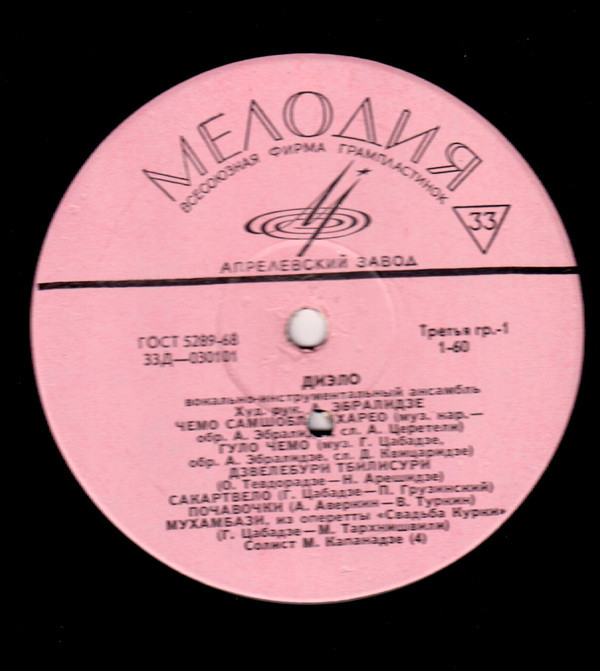 МЕЛОДИЯ
ВСЕСОЮЗНАЯ ФИРМА ГРАМПЛАСТИНОК
33
АПРЕЛЕВСКИЙ ЗАВОД
ГОСТ 5289-68
33Д—030101
Третья гр.-1
1-60
ДИЭЛО
вокально-инструментальный ансамбль
Худ. рук. ЭБРАЛИДЗЕ
ЧЕМО (муз. нар.—
обр. А. Эбралидзе, сл. А. Церетели)
ГУЛО ЧЕМО (муз. Г. Цабадзе,
обр. А. Эбралидзе, сл. Д. Квицаридзе)
ДЗВЕЛЕБУРИ ТБИЛИСУРИ
(О. Тевдорадзе—Н. Арешидзе)
САКАРТВЕЛО (Г. Цабадзе—П. Грузинский)
ПОЧАВОЧКИ (А. Аверкин—В. Туркин)
МУХАМБАЗИ, из оперетты «Свадьба Курки»
(Г. Цабадзе—М. Тархнишвили)
Солист М. Капанадзе (4)